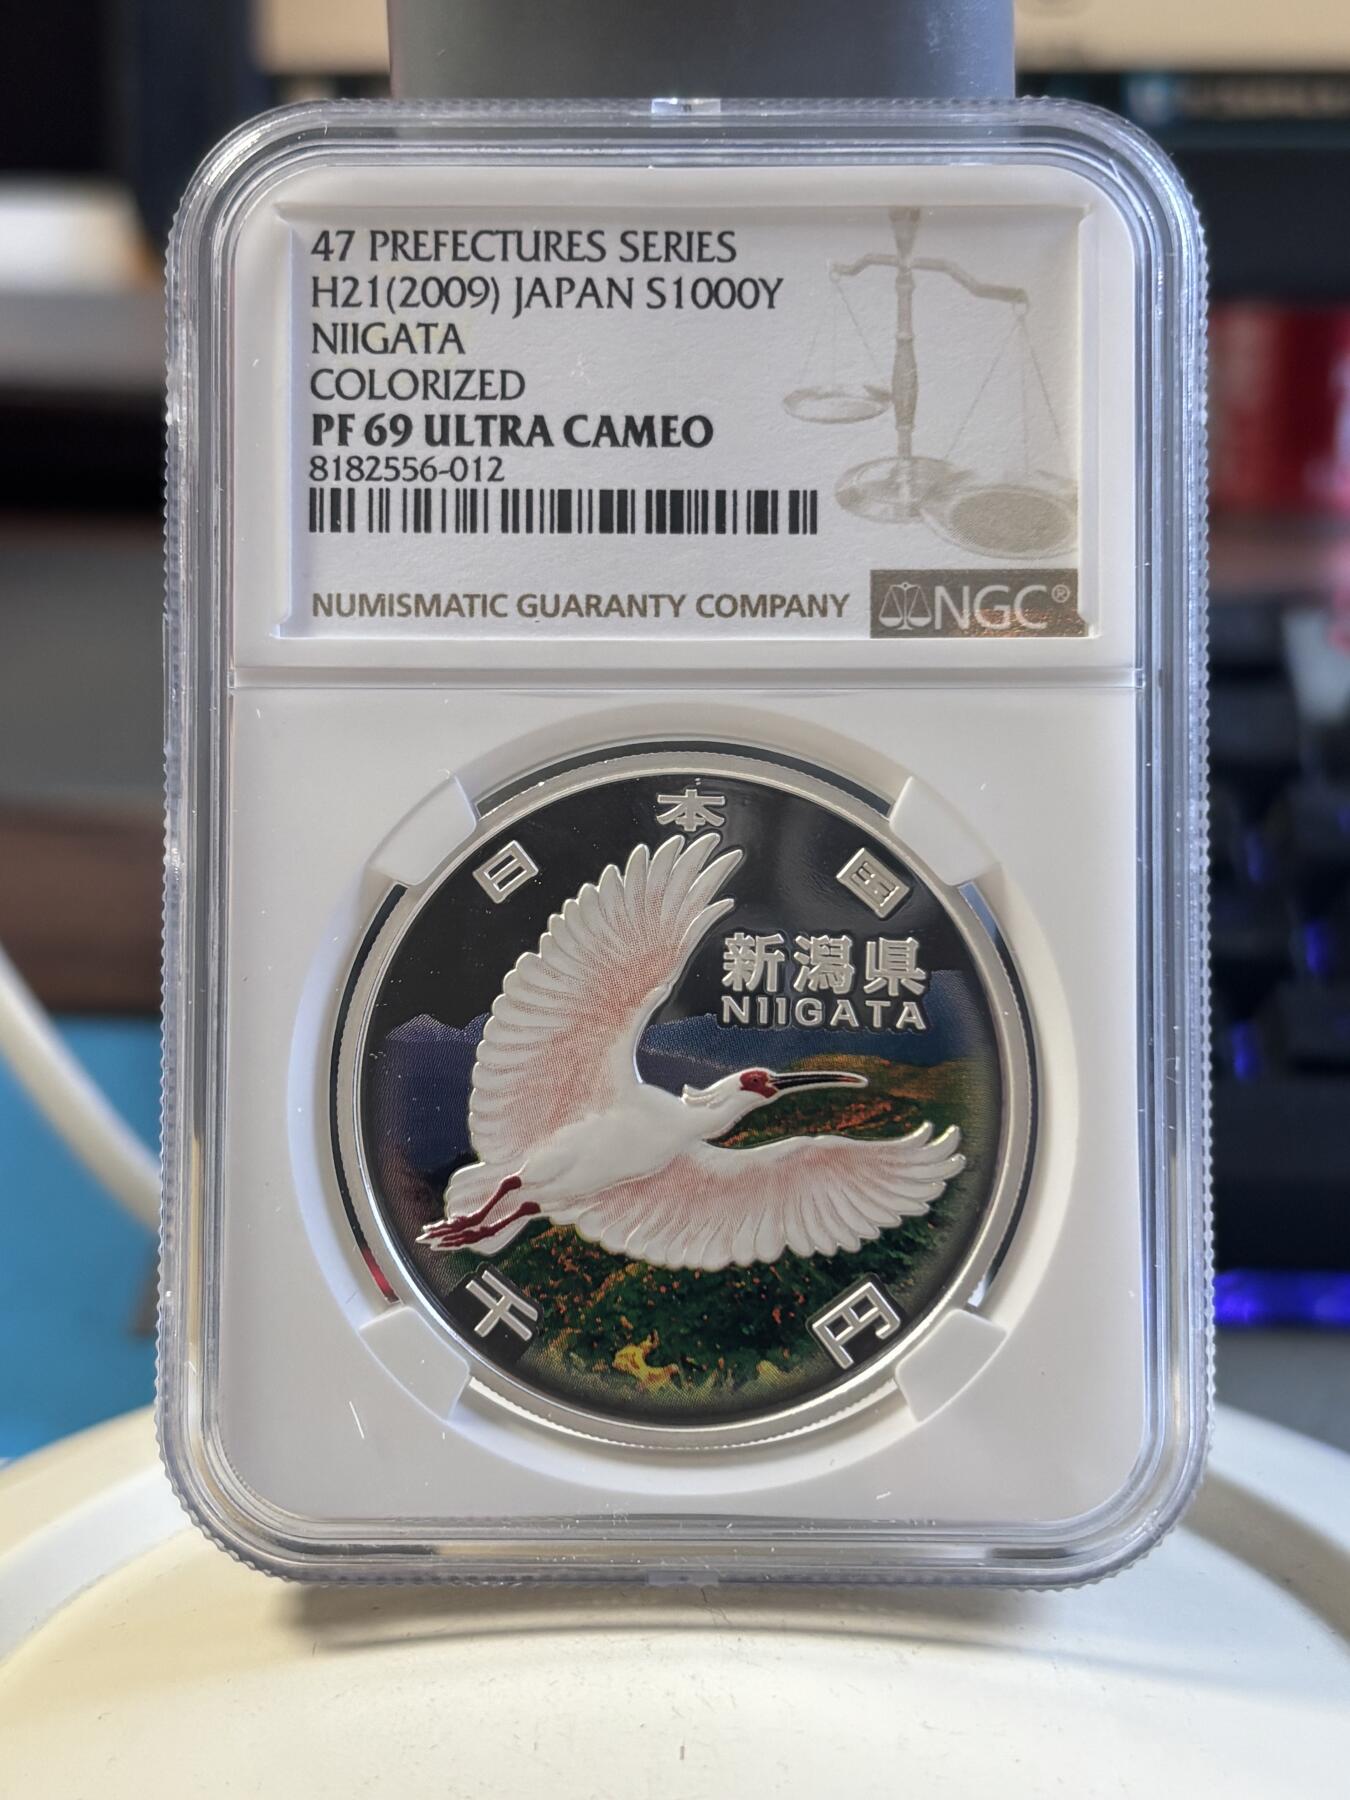 47 PREFECTURES SERIES
H21(2009) JAPAN S1000Y
NIIGATA
COLORIZED
PF 69 ULTRA CAMEO
8182556-012
NUMISMATIC GUARANTY COMPANY NGC®
日本国
新潟県
NIIGATA
千円